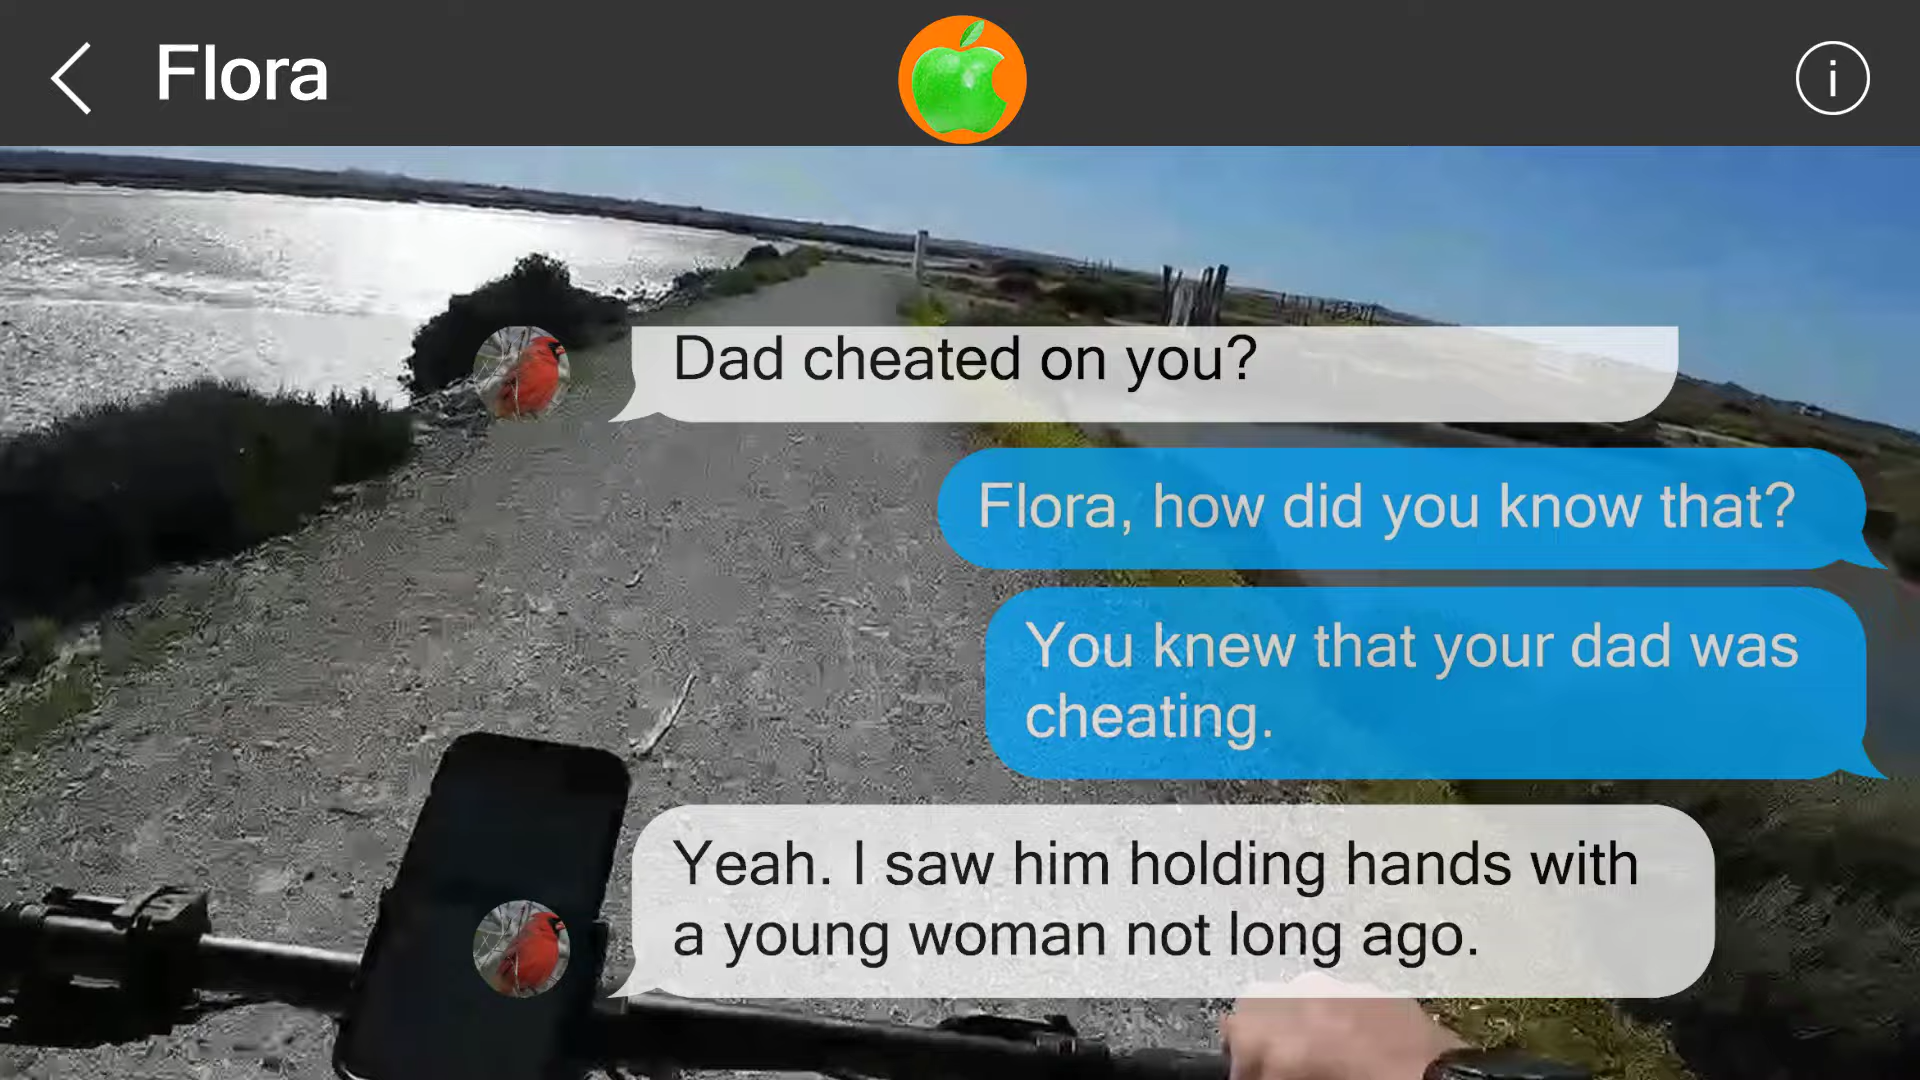 Flora
Dad cheated on you?
Flora, how did you know that?
You knew that your dad was
cheating.
Yeah. I saw him holding hands with
a young woman not long ago.